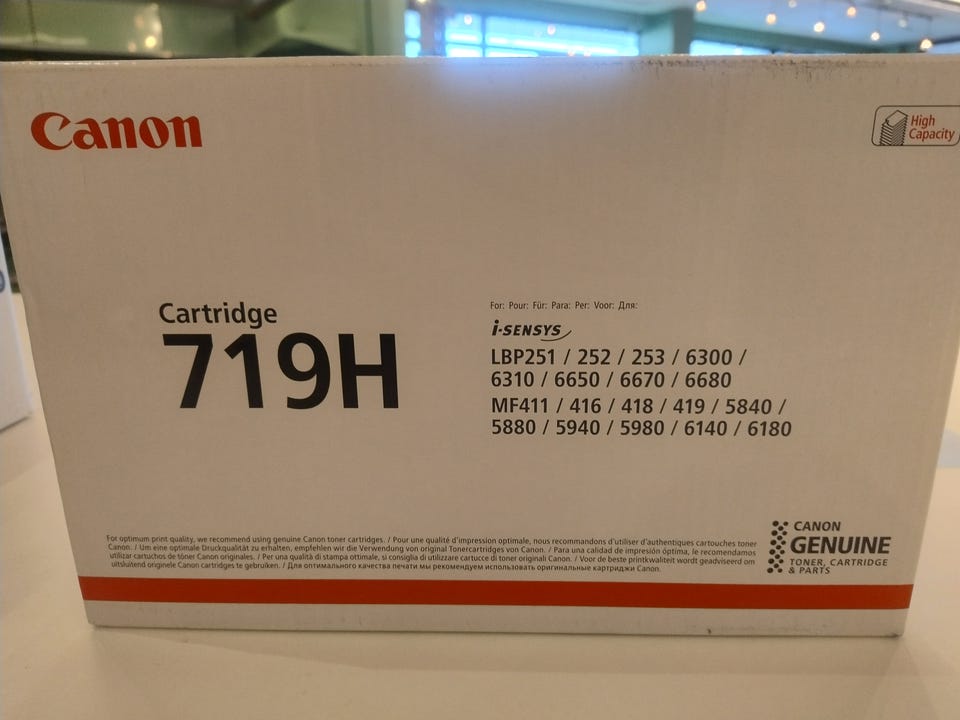 Canon
High
Capacity
Cartridge
719H
For: Pour: Für: Para: Per: Voor: Для:
i-SENSYS
LBP251 / 252 / 253 / 6300 /
6310 / 6650 / 6670 / 6680
MF411 / 416 / 418 / 419 / 5840 /
5880 / 5940 / 5980 / 6140 / 6180
For optimum print quality, we recommend using genuine Canon toner cartridges. / Pour une qualité d'impression optimale, nous recommandons d'utiliser d'authentiques cartouches toner
Canon. / Um eine optimale Druckqualität zu erhalten, empfehlen wir die Verwendung von original Tonercartridges von Canon. / Para una calidad de impresión óptima, le recomendamos
utilizar cartuchos de tóner Canon originales. / Per una qualità di stampa ottimale, si consiglia di utilizzare cartucce di toner originali Canon. / Voor de beste printkwaliteit wordt geadviseerd om
uitsluitend originele Canon cartridges te gebruiken. / Для оптимального качества печати мы рекомендуем использовать оригинальные картриджи Canon.
CANON
GENUINE
TONER, CARTRIDGE
& PARTS